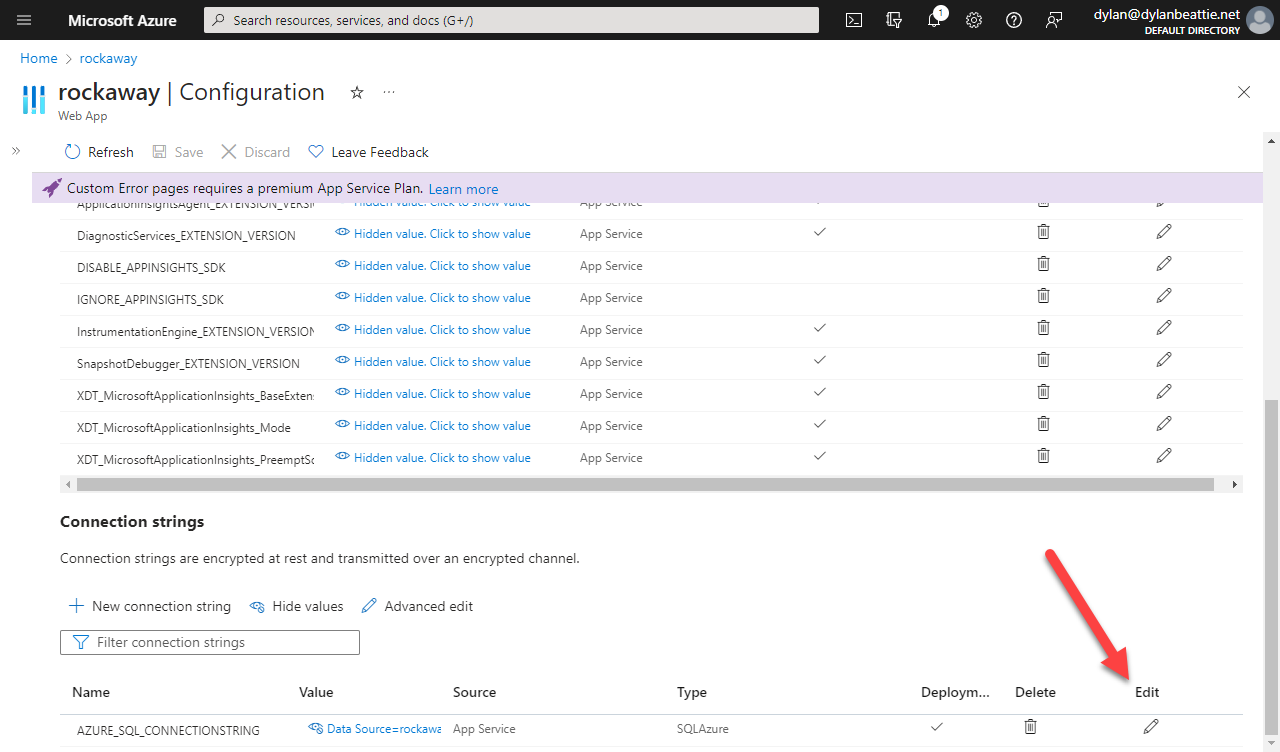 Microsoft Azure
Search resources, services, and docs (G+/)
1
dylan@dylanbeattie.net
DEFAULT DIRECTORY
Home > rockaway
rockaway | Configuration
Web App
Refresh Save Discard Leave Feedback
Custom Error pages requires a premium App Service Plan. Learn more
ApplicationInsightsAgent_EXTENSION_VERSI Hidden value. Click to show value App Service
DiagnosticServices_EXTENSION_VERSION Hidden value. Click to show value App Service
DISABLE_APPINSIGHTS_SDK Hidden value. Click to show value App Service
IGNORE_APPINSIGHTS_SDK Hidden value. Click to show value App Service
InstrumentationEngine_EXTENSION_VERSION Hidden value. Click to show value App Service
SnapshotDebugger_EXTENSION_VERSION Hidden value. Click to show value App Service
XDT_MicrosoftApplicationInsights_BaseExtens Hidden value. Click to show value App Service
XDT_MicrosoftApplicationInsights_Mode Hidden value. Click to show value App Service
XDT_MicrosoftApplicationInsights_PreemptSc Hidden value. Click to show value App Service
Connection strings
Connection strings are encrypted at rest and transmitted over an encrypted channel.
New connection string Hide values Advanced edit
Filter connection strings
Name Value Source Type Deploym... Delete Edit
AZURE_SQL_CONNECTIONSTRING Data Source=rockawa App Service SQLAzure